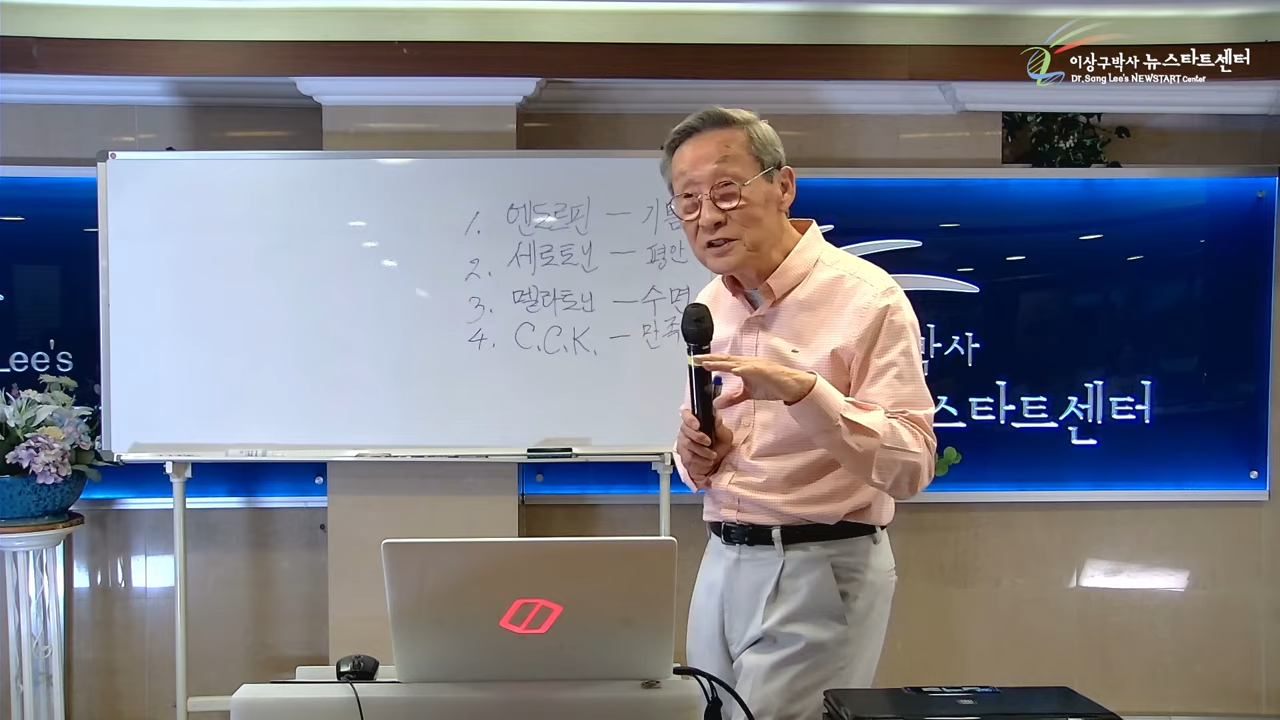 이상구박사 뉴스타트센터
Dr. Sang Lee's NEWSTART Center
1. 엔도르핀 - 기쁨
2. 세로토닌 - 평안
3. 멜라토닌 - 수면
4. C.C.K. - 만족
Lee's
박사
스타트센터